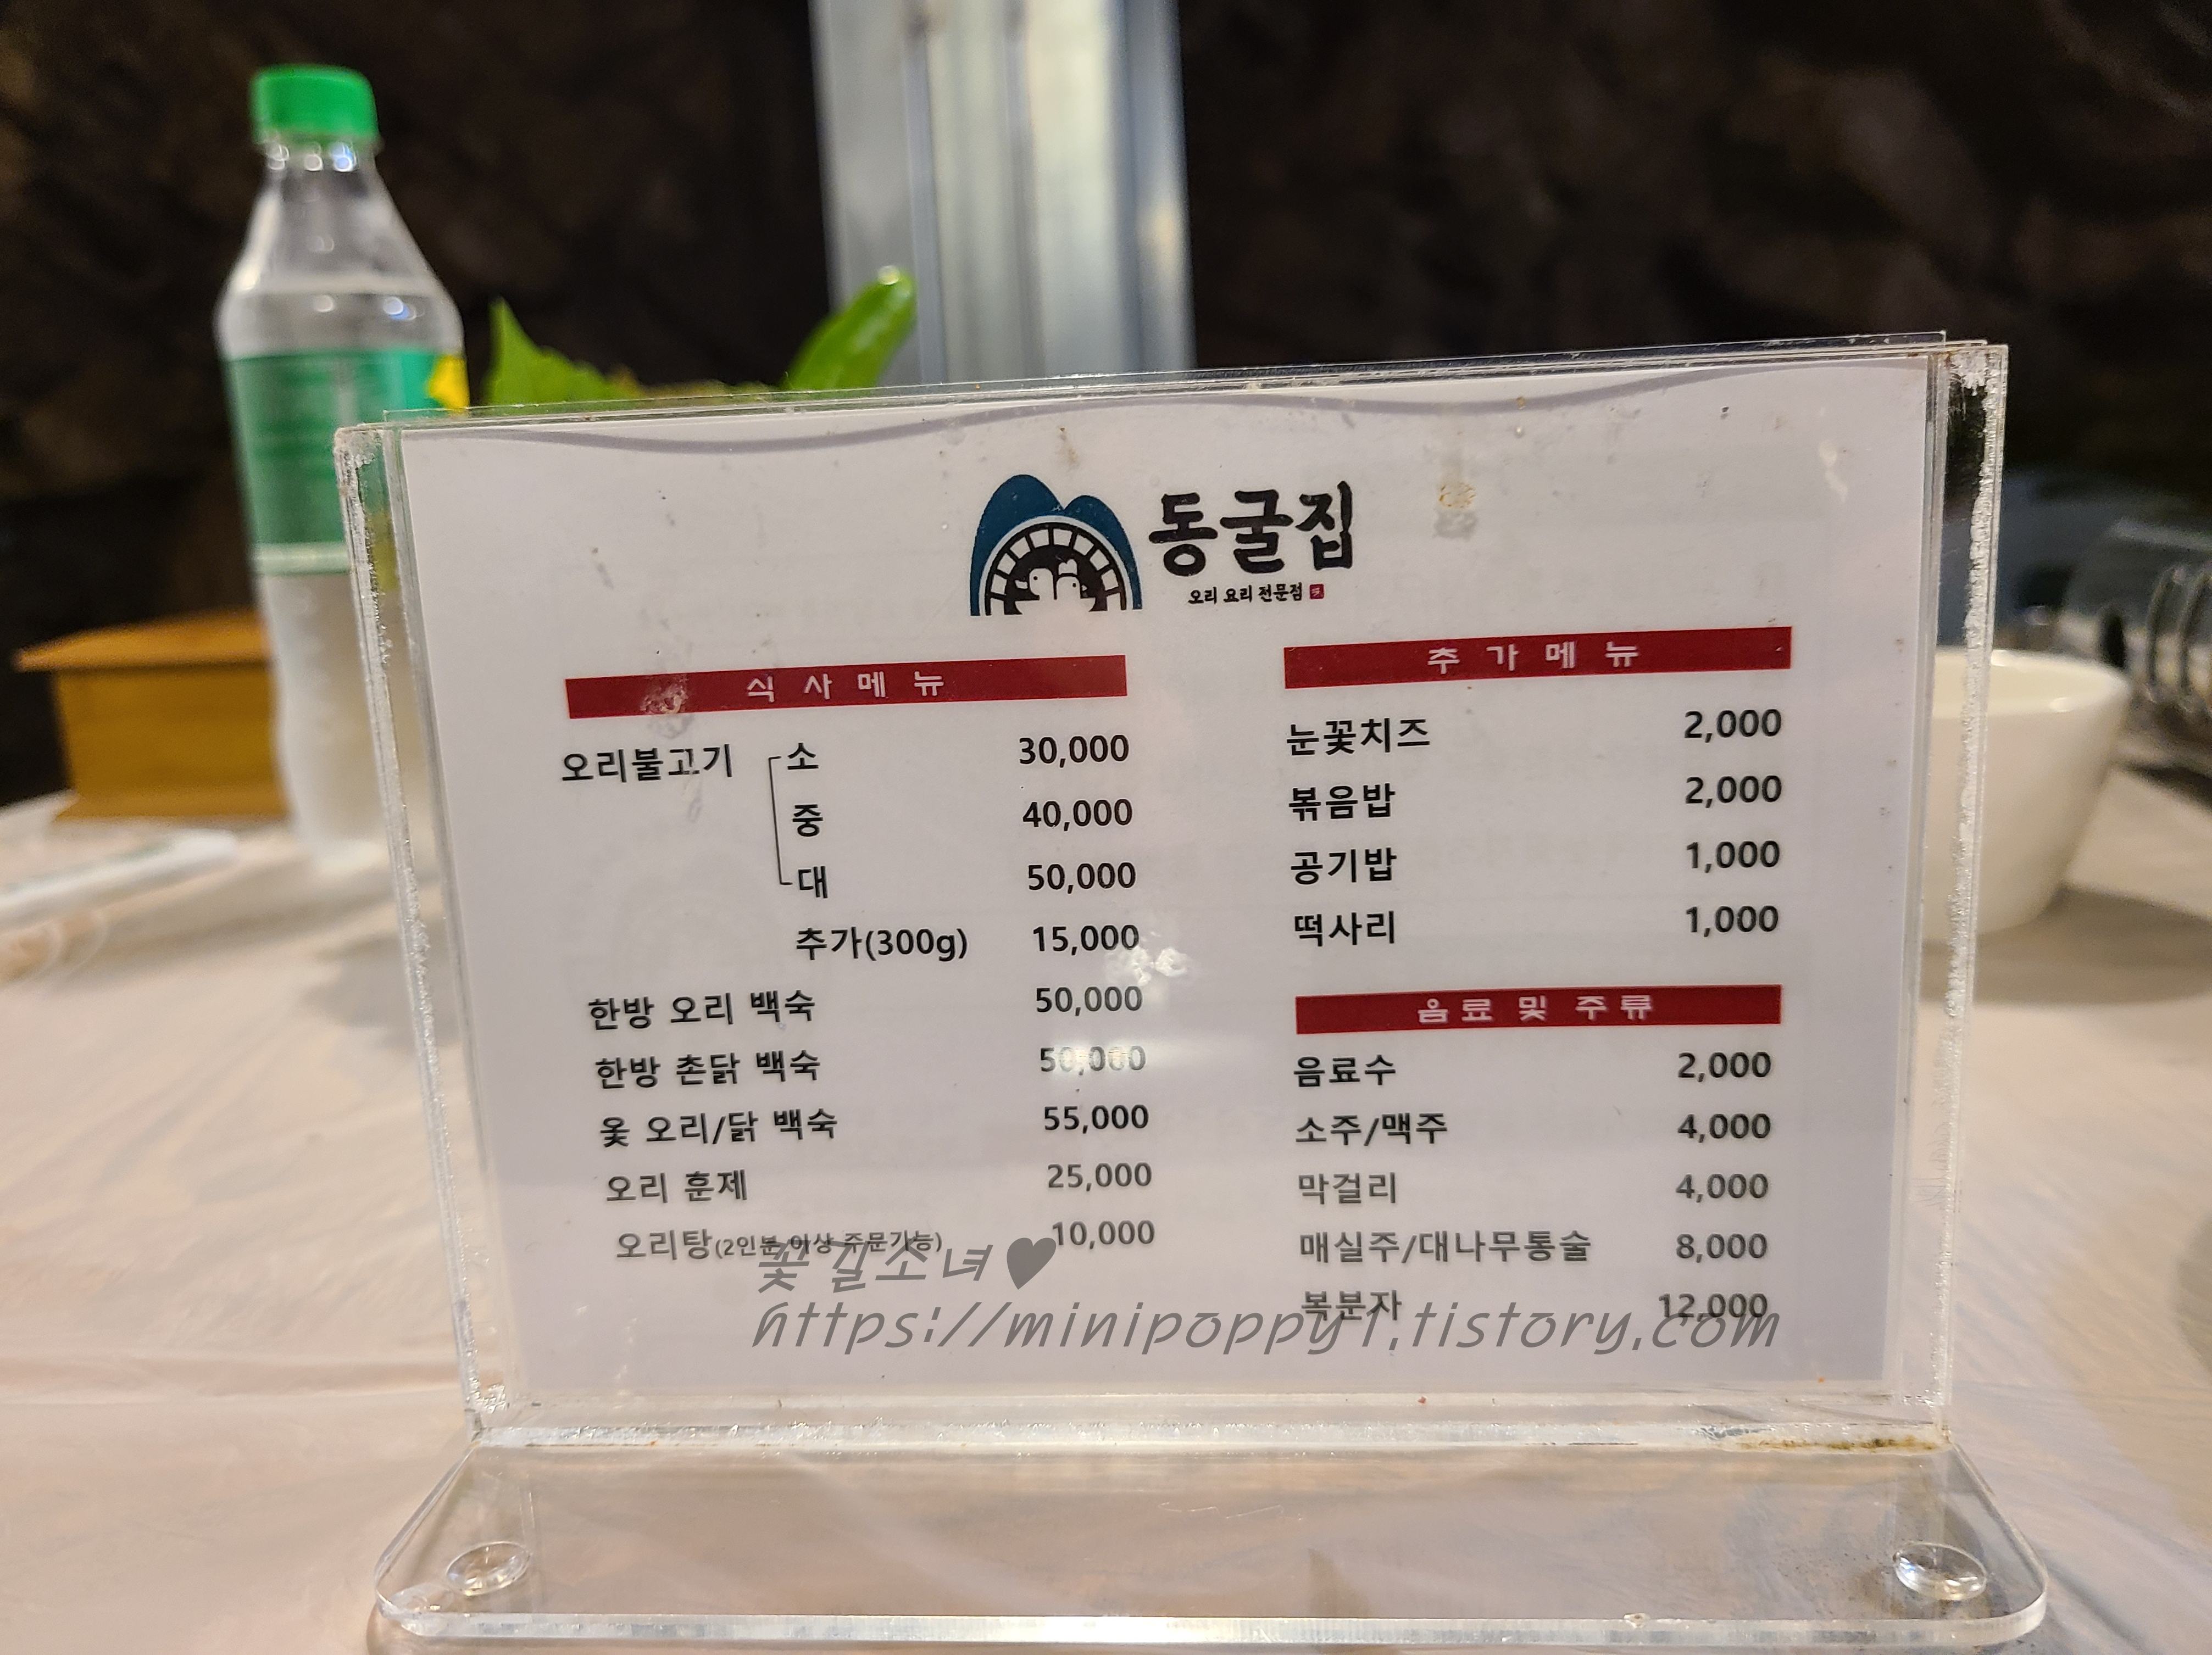 동굴집
오리 요리 전문점
식사메뉴
오리불고기 소 30,000
중 40,000
대 50,000
추가(300g) 15,000
한방 오리 백숙 50,000
한방 촌닭 백숙 50,000
옻 오리/닭 백숙 55,000
오리 훈제 25,000
오리탕(2인분 이상 주문가능) 10,000
추가메뉴
눈꽃치즈 2,000
볶음밥 2,000
공기밥 1,000
떡사리 1,000
음료 및 주류
음료수 2,000
소주/맥주 4,000
막걸리 4,000
매실주/대나무통술 8,000
복분자 12,000
꽃길소녀♥
https://minipoppy1.tistory.com